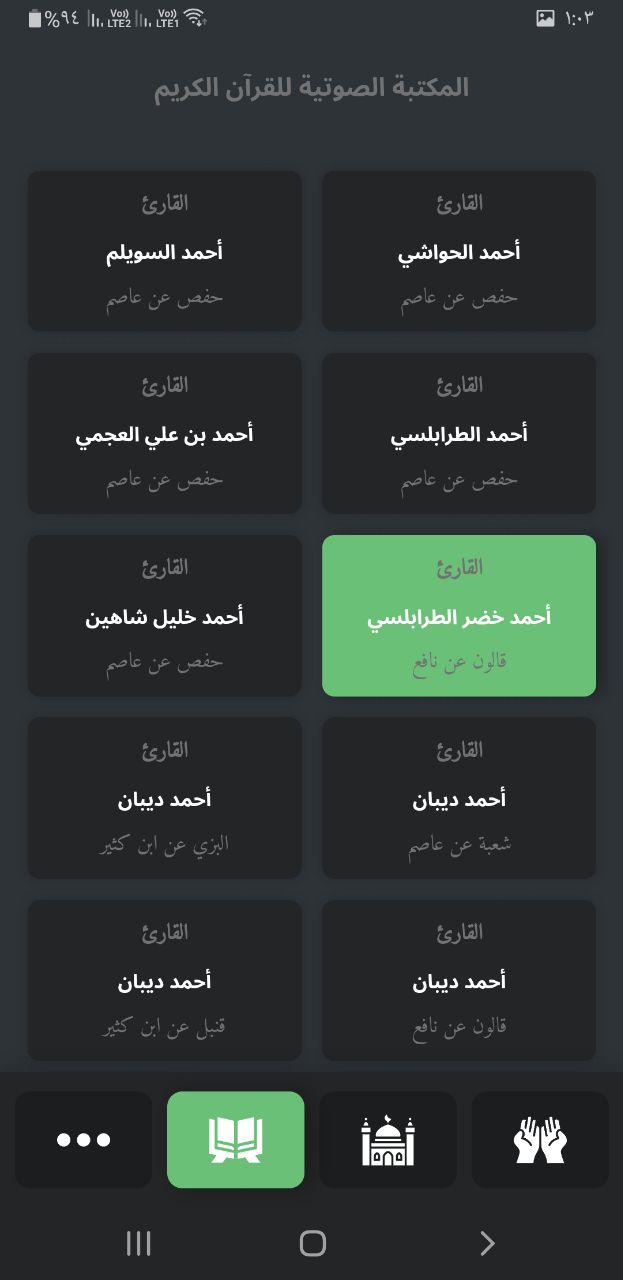 ١:٠٣
%٩٤ Vo)) LTE2 Vo)) LTE1
المكتبة الصوتية للقرآن الكريم
القارئ
أحمد الحواشي
حفص عن عاصم
القارئ
أحمد السويلم
حفص عن عاصم
القارئ
أحمد الطرابلسي
حفص عن عاصم
القارئ
أحمد بن علي العجمي
حفص عن عاصم
القارئ
أحمد خضر الطرابلسي
قالون عن نافع
القارئ
أحمد خليل شاهين
حفص عن عاصم
القارئ
أحمد ديبان
شعبة عن عاصم
القارئ
أحمد ديبان
البزي عن ابن كثير
القارئ
أحمد ديبان
قالون عن نافع
القارئ
أحمد ديبان
قنبل عن ابن كثير